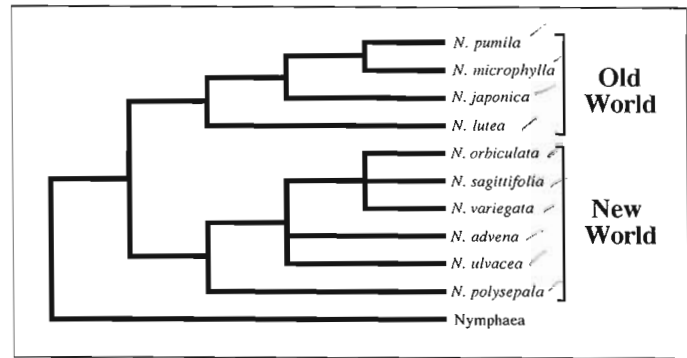 N. pumila
N. microphylla
N. japonica
N. lutea
Old
World
N. orbiculata
N. sagittifolia
N. variegata
N. advena
N. ulvacea
N. polysepala
New
World
Nymphaea